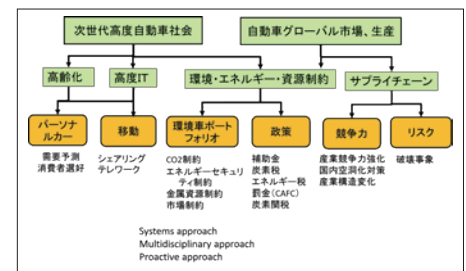 次世代高度自動車社会
自動車グローバル市場、生産
高齢化
高度IT
環境・エネルギー・資源制約
サプライチェーン
パーソナ
ルカー
移動
環境車ポート
フォリオ
政策
競争力
リスク
需要予測
消費者選好
シェアリング
テレワーク
CO2制約
エネルギーセキュリ
ティ制約
金属資源制約
市場制約
補助金
炭素税
エネルギー税
罰金(CAFC)
炭素関税
産業競争力強化
国内空洞化対策
産業構造変化
破壊事象
Systems approach
Multidisciplinary approach
Proactive approach